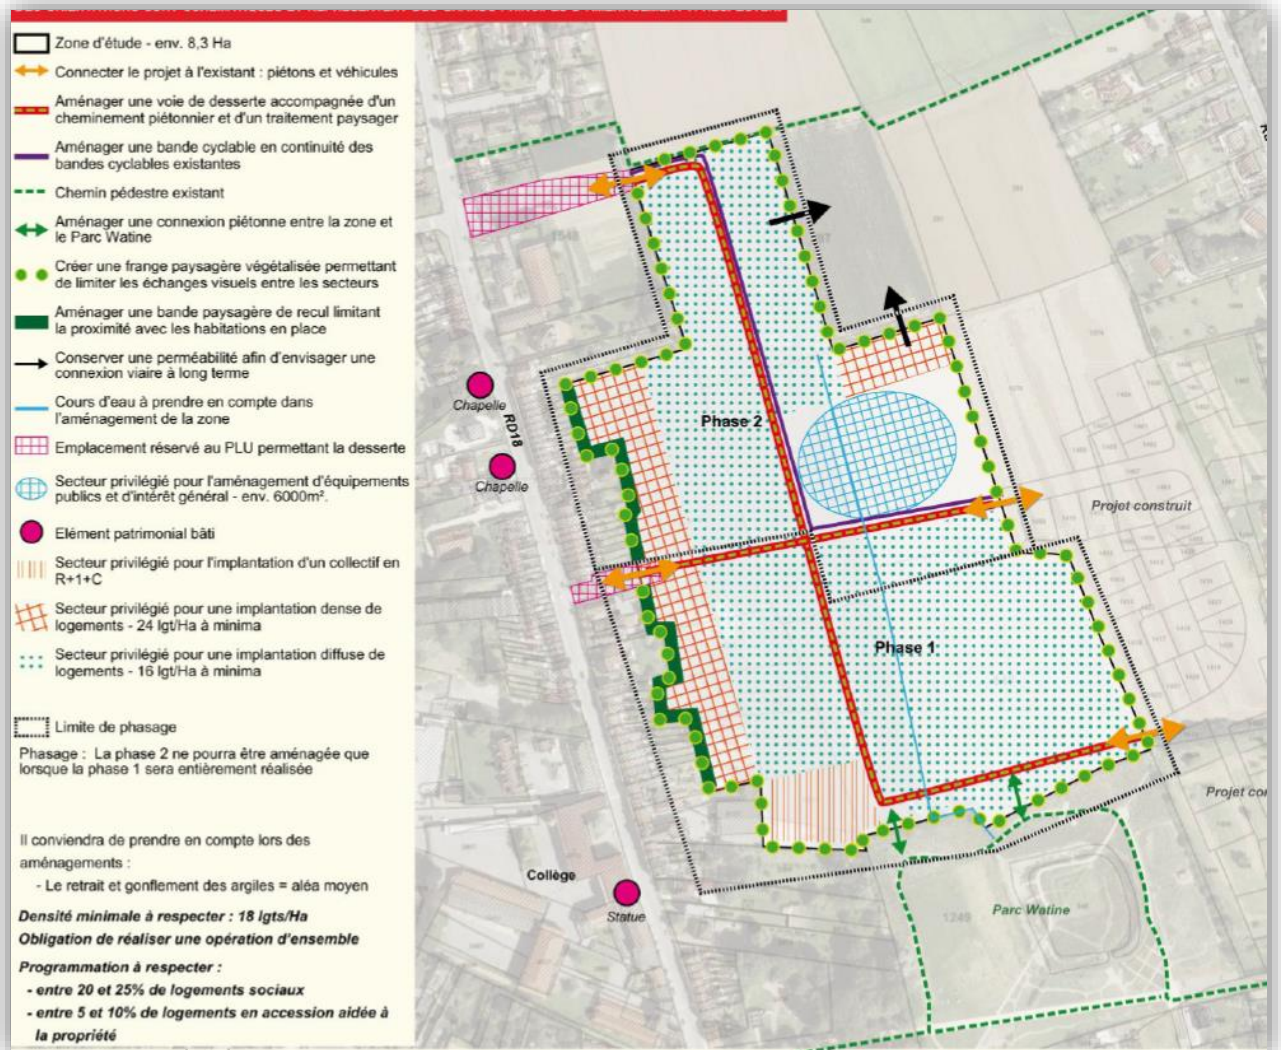 Zone d'étude - env. 8,3 Ha
Connecter le projet à l'existant : piétons et véhicules
Aménager une voie de desserte accompagnée d'un
cheminement piétonnier et d'un traitement paysager
Aménager une bande cyclable en continuité des
bandes cyclables existantes
Chemin pédestre existant
Aménager une connexion piétonne entre la zone et
le Parc Watine
Créer une frange paysagère végétalisée permettant
de limiter les échanges visuels entre les secteurs
Aménager une bande paysagère de recul limitant
la proximité avec les habitations en place
Conserver une perméabilité afin d'envisager une
connexion viaire à long terme
Cours d'eau à prendre en compte dans
l'aménagement de la zone
Emplacement réservé au PLU permettant la desserte
Secteur privilégié pour l'aménagement d'équipements
publics et d'intérêt général - env. 6000m².
Elément patrimonial bâti
Secteur privilégié pour l'implantation d'un collectif en
R+1+C
Secteur privilégié pour une implantation dense de
logements - 24 lgt/Ha à minima
Secteur privilégié pour une implantation diffuse de
logements - 16 lgt/Ha à minima
Limite de phasage
Phasage : La phase 2 ne pourra être aménagée que
lorsque la phase 1 sera entièrement réalisée
Il conviendra de prendre en compte lors des
aménagements :
- Le retrait et gonflement des argiles = aléa moyen
Densité minimale à respecter : 18 lgts/Ha
Obligation de réaliser une opération d'ensemble
Programmation à respecter :
- entre 20 et 25% de logements sociaux
- entre 5 et 10% de logements en accession aidée à
la propriété
Chapelle
RD18
Chapelle
Phase 2
Projet construit
Phase 1
Projet
Collège
Statue
Parc Watine
1249